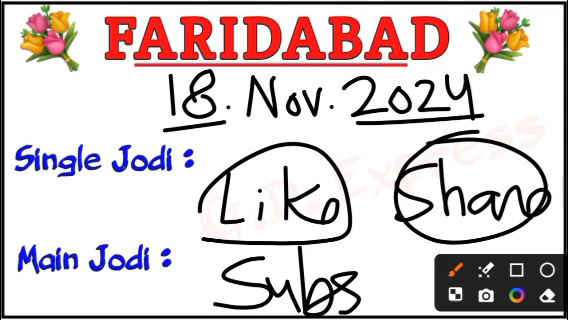 FARIDABAD
18. Nov. 2024
Single Jodi : Like Share
Main Jodi : Subs